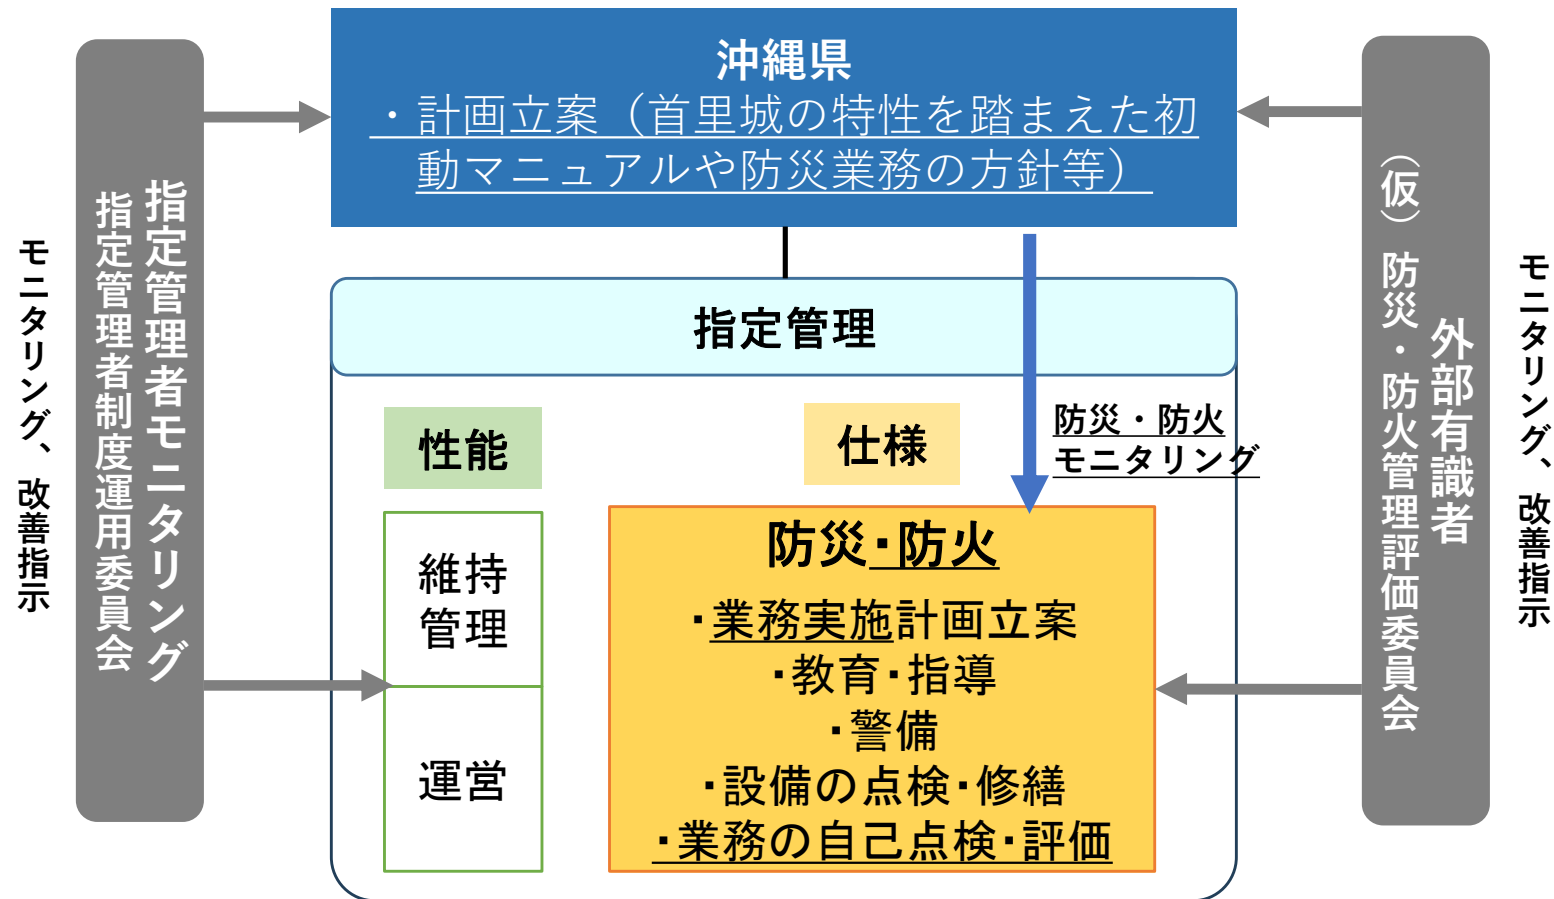 沖縄県
・計画立案（首里城の特性を踏まえた初
動マニュアルや防災業務の方針等）
モニタリング、改善指示
指定管理者モニタリング
指定管理者制度運用委員会
指定管理
性能
維持
管理
運営
仕様
防災・防火
モニタリング
防災・防火
・業務実施計画立案
・教育・指導
・警備
・設備の点検・修繕
・業務の自己点検・評価
外部有識者
（仮）防災・防火管理評価委員会
モニタリング、改善指示